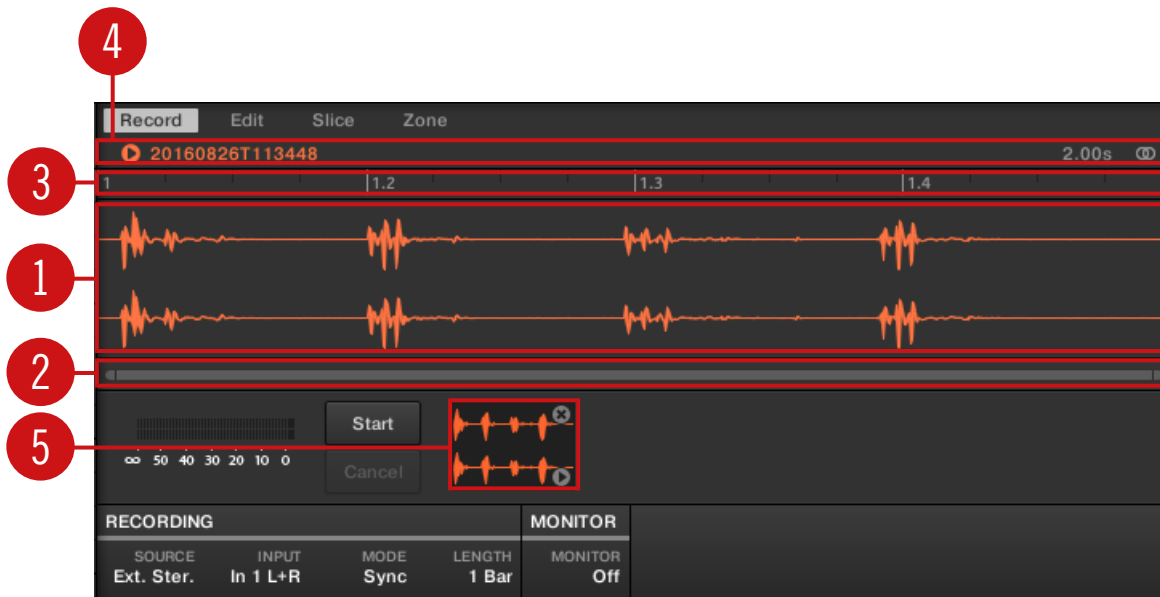 4
Record Edit Slice Zone
20160826T113448 2.00s
3
1 1.2 1.3 1.4
1
2
5
Start
∞ 50 40 30 20 10 0
Cancel
RECORDING MONITOR
SOURCE INPUT MODE LENGTH MONITOR
Ext. Ster. In 1 L+R Sync 1 Bar Off